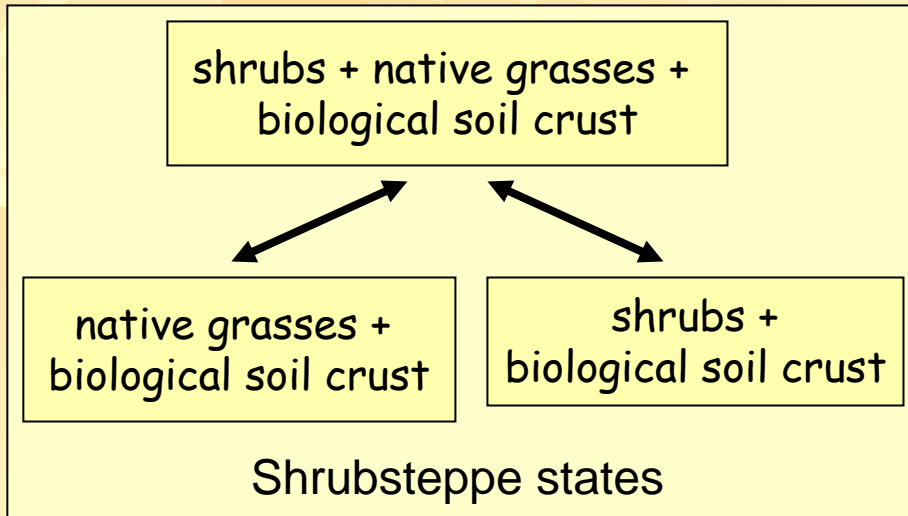 shrubs + native grasses +
biological soil crust
native grasses +
biological soil crust
shrubs +
biological soil crust
Shrubsteppe states